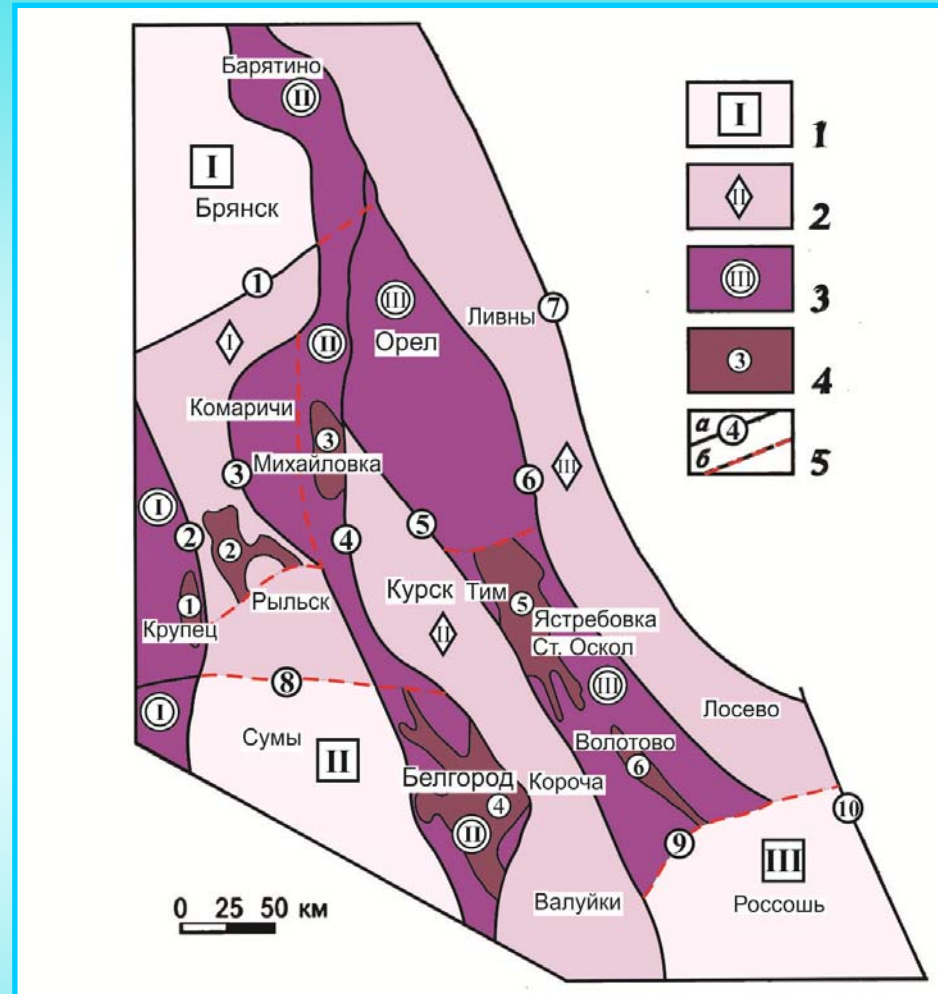 Барятино
II
I
Брянск
1
I
II
III
Орел
Ливны
7
Комаричи
3
Михайловка
3
6
III
I
2
2
4
5
Курск
Тим
5
Ястребовка
1
Рыльск
Крупец
II
Ст. Оскол
III
8
I
Лосево
Сумы
II
Волотово
6
Белгород
Короча
4
II
9
10
III
Валуйки
Россошь
0 25 50 км
I 1
II 2
III 3
3 4
а 4
б 5